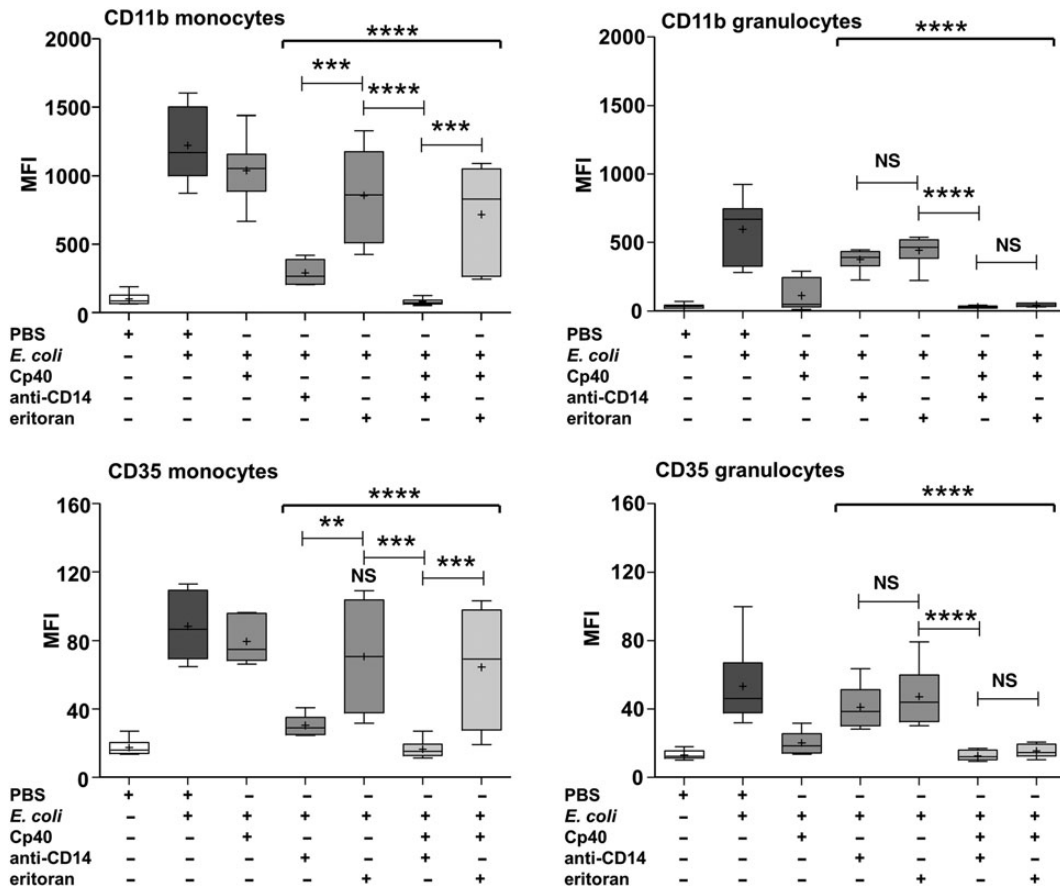 CD11b monocytes
****
***
****
***
2000
1500
1000
500
0
MFI
PBS + + – – – – –
E. coli – + + + + + +
Cp40 – – + – – + +
anti-CD14 – – – + – + –
eritoran – – – – + – +
CD11b granulocytes
****
NS
****
NS
2000
1500
1000
500
0
MFI
PBS + + – – – – –
E. coli – + + + + + +
Cp40 – – + – – + +
anti-CD14 – – – + – + –
eritoran – – – – + – +
CD35 monocytes
****
**
***
NS
***
160
120
80
40
0
MFI
PBS + + – – – – –
E. coli – + + + + + +
Cp40 – – + – – + +
anti-CD14 – – – + – + –
eritoran – – – – + – +
CD35 granulocytes
****
NS
****
NS
160
120
80
40
0
MFI
PBS + + – – – – –
E. coli – + + + + + +
Cp40 – – + – – + +
anti-CD14 – – – + – + –
eritoran – – – – + – +